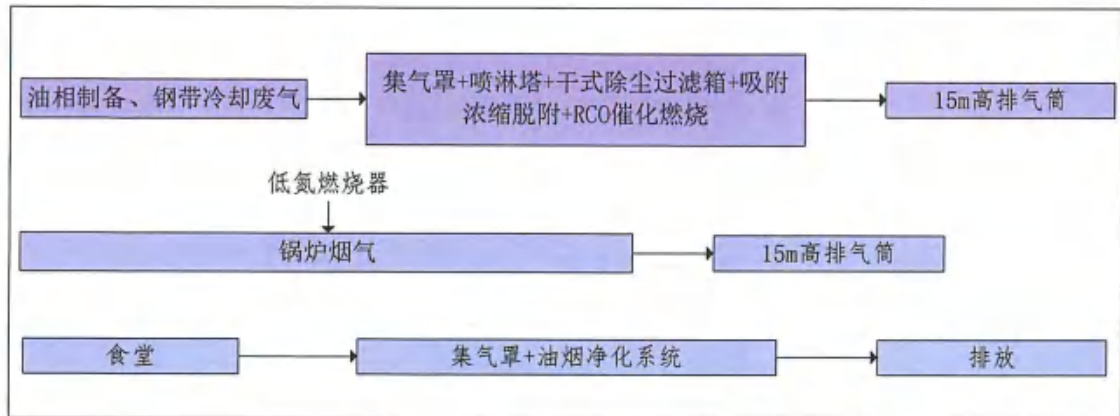 油相制备、钢带冷却废气
集气罩+喷淋塔+干式除尘过滤箱+吸附
浓缩脱附+RCO催化燃烧
15m高排气筒
低氮燃烧器
锅炉烟气
15m高排气筒
食堂
集气罩+油烟净化系统
排放